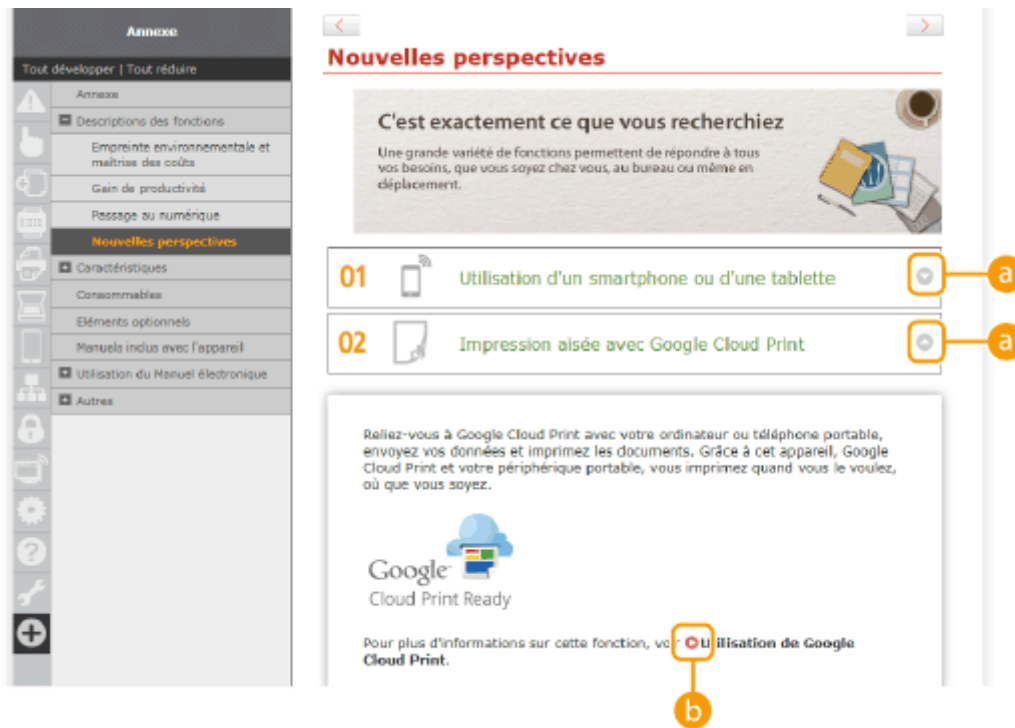 Annexe
Tout développer | Tout réduire
Annexe
Descriptions des fonctions
Empreinte environnementale et
maîtrise des coûts
Gain de productivité
Passage au numérique
Nouvelles perspectives
Caractéristiques
Consommables
Eléments optionnels
Manuels inclus avec l'appareil
Utilisation du Manuel électronique
Autres
Nouvelles perspectives
C'est exactement ce que vous recherchiez
Une grande variété de fonctions permettent de répondre à tous
vos besoins, que vous soyez chez vous, au bureau ou même en
déplacement.
01 Utilisation d'un smartphone ou d'une tablette
a
02 Impression aisée avec Google Cloud Print
a
Reliez-vous à Google Cloud Print avec votre ordinateur ou téléphone portable,
envoyez vos données et imprimez les documents. Grâce à cet appareil, Google
Cloud Print et votre périphérique portable, vous imprimez quand vous le voulez,
où que vous soyez.
Google
Cloud Print Ready
Pour plus d'informations sur cette fonction, voir Utilisation de Google
Cloud Print.
b